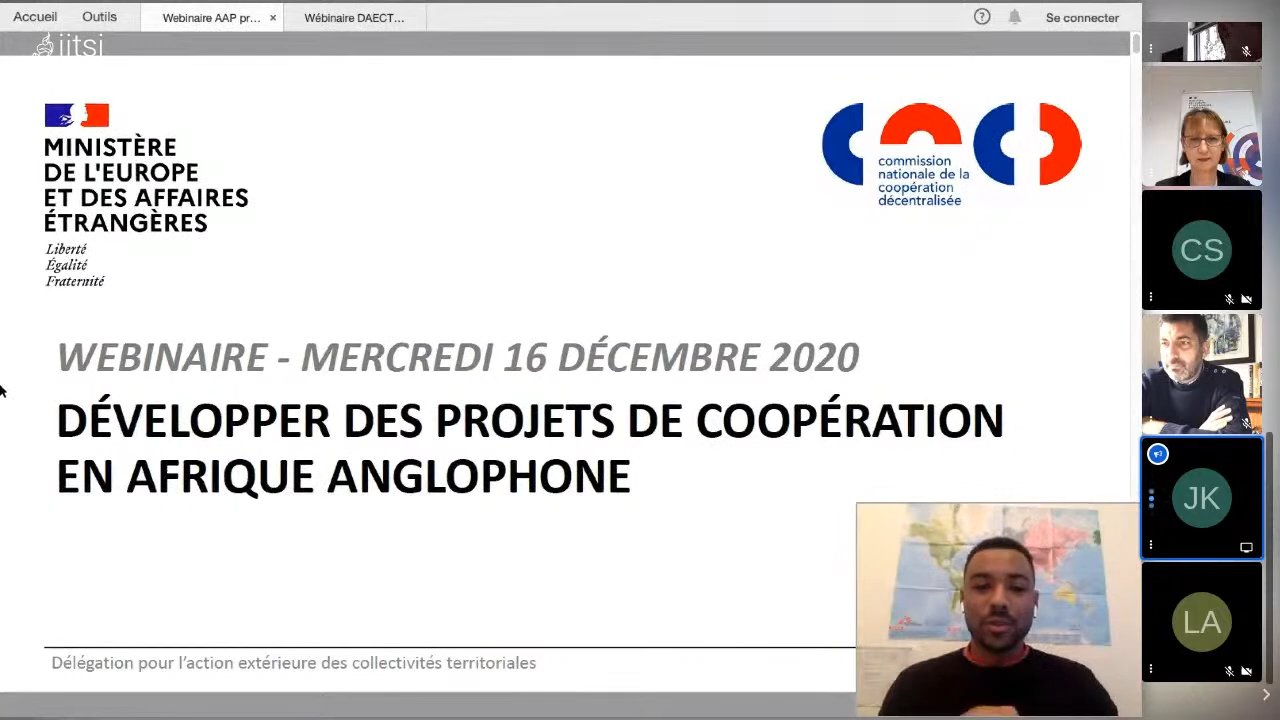 Accueil Outils Webinaire AAP pr... × Wébinaire DAECT... ? Se connecter
jitsi
MINISTÈRE
DE L'EUROPE
ET DES AFFAIRES
ÉTRANGÈRES
Liberté
Égalité
Fraternité
commission
nationale de la
coopération
décentralisée
WEBINAIRE - MERCREDI 16 DÉCEMBRE 2020
DÉVELOPPER DES PROJETS DE COOPÉRATION
EN AFRIQUE ANGLOPHONE
Délégation pour l'action extérieure des collectivités territoriales
CS
JK
LA